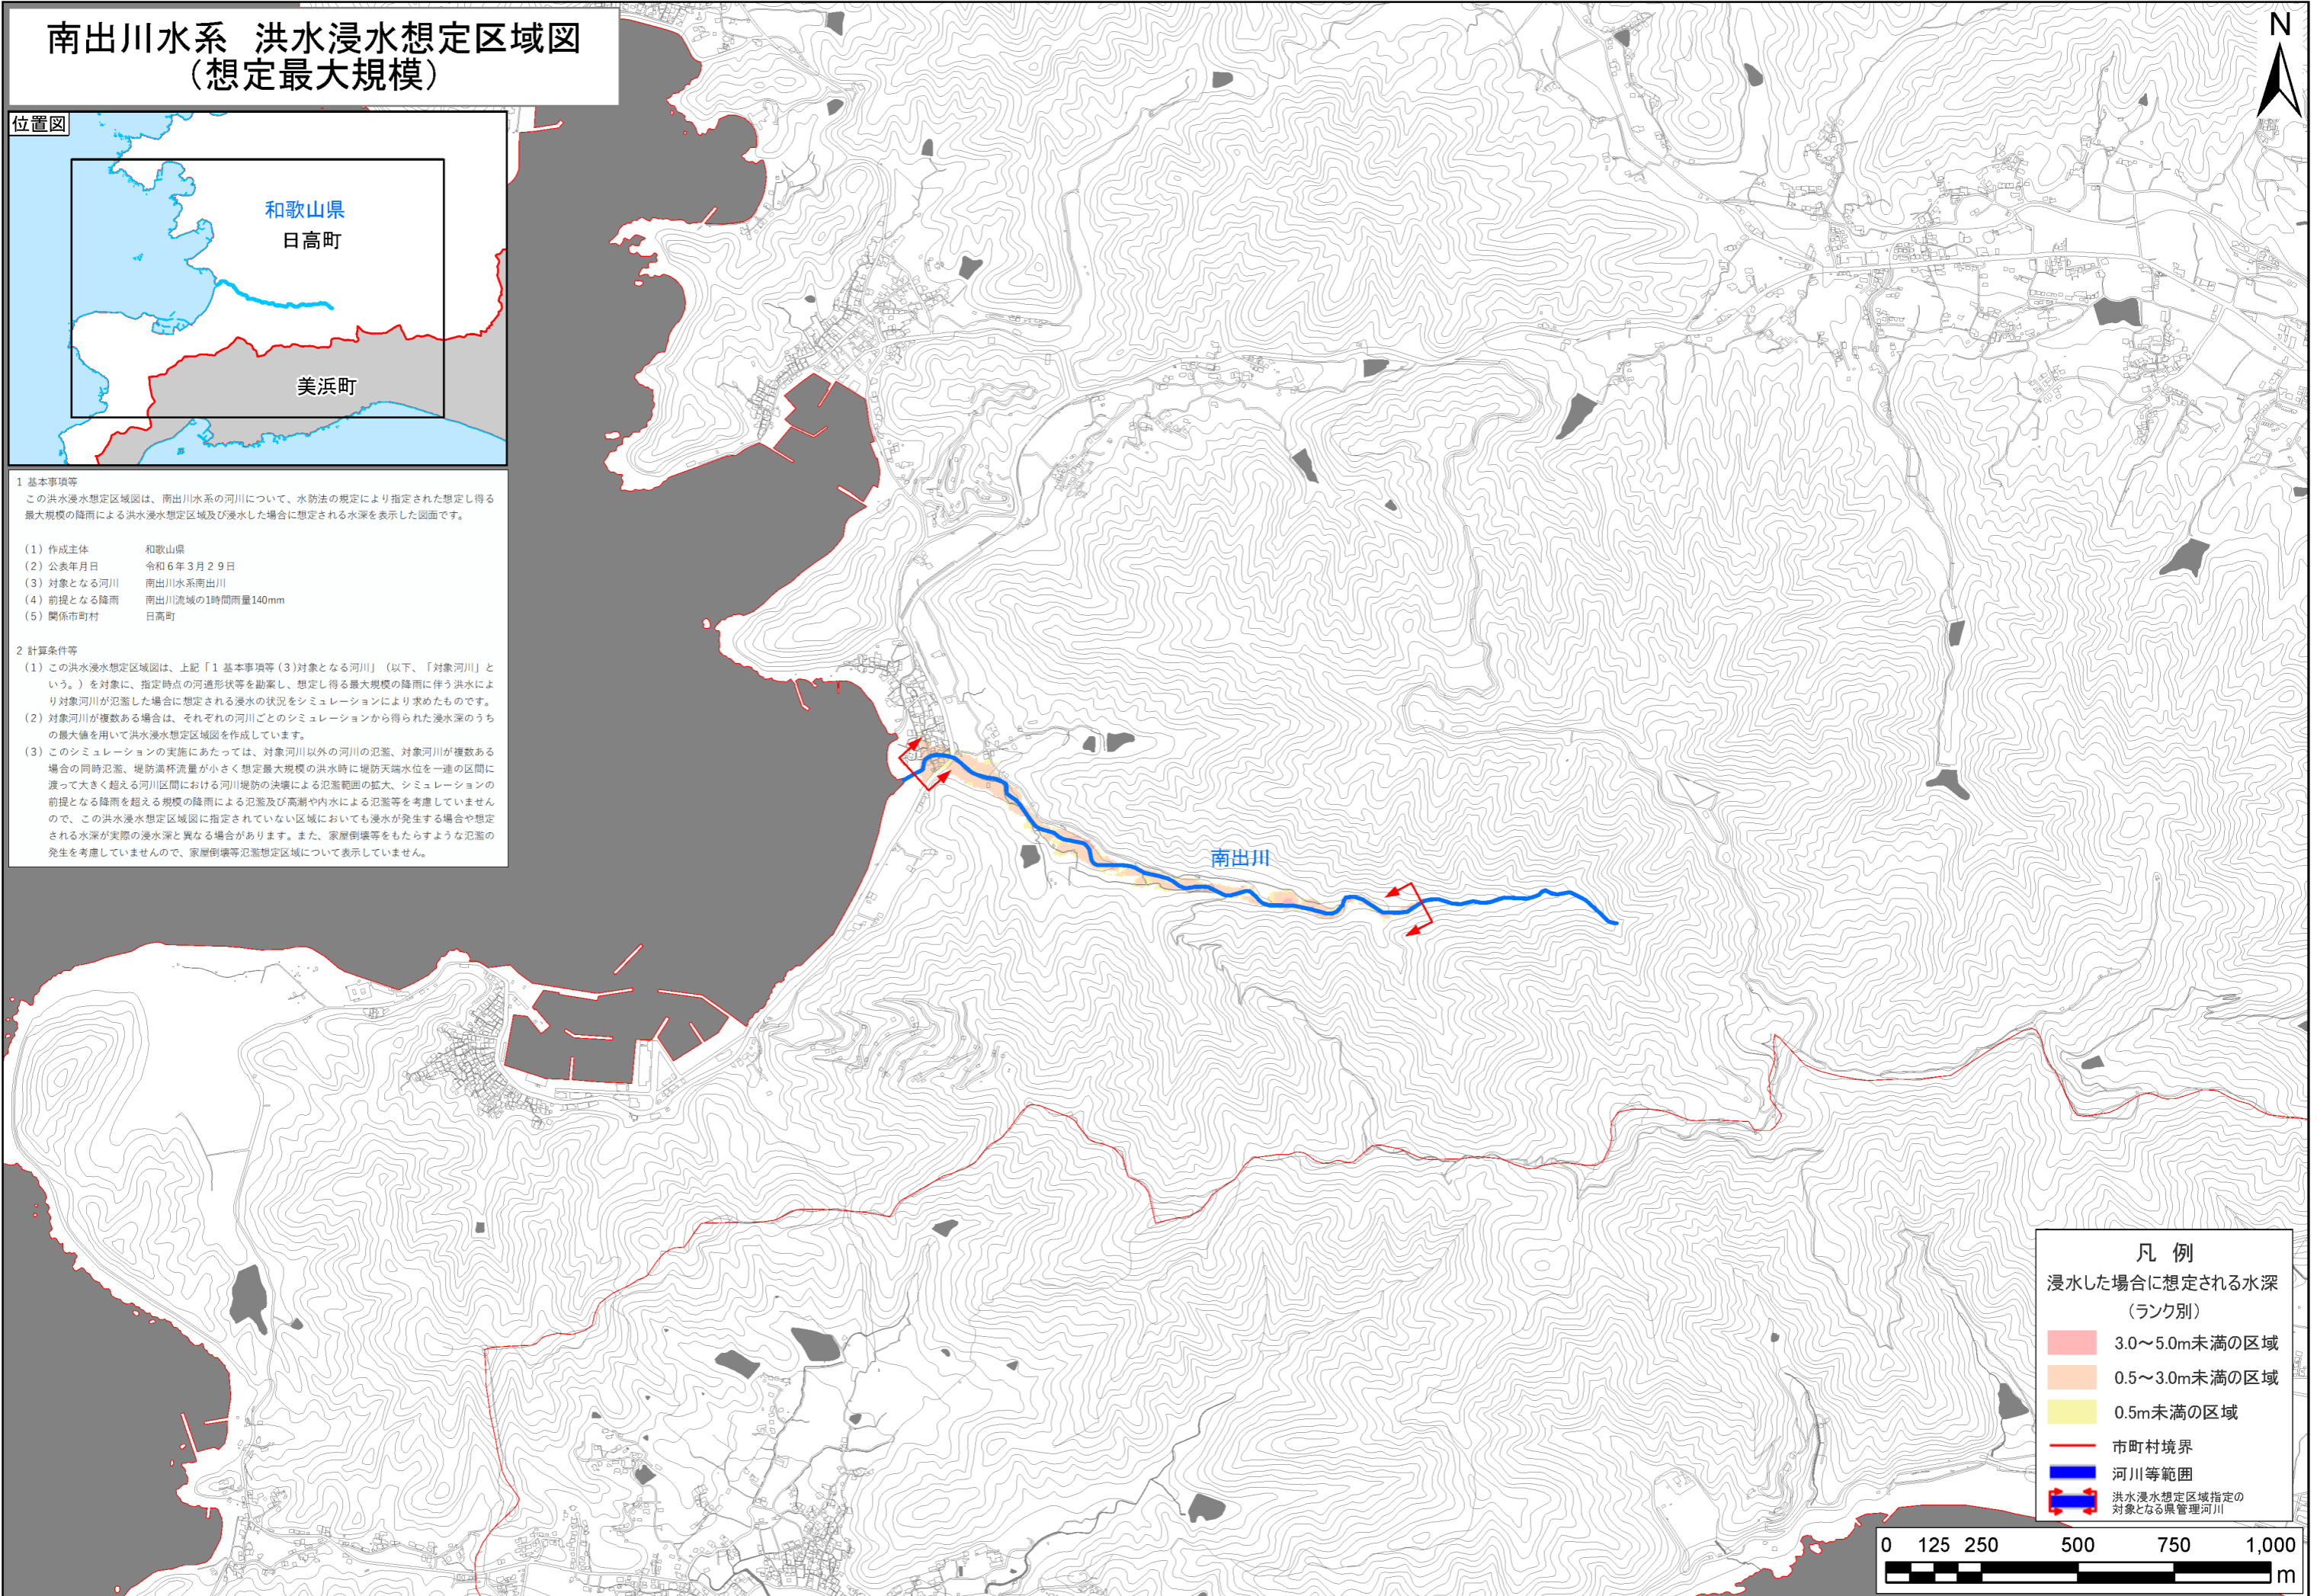 南出川水系 洪水浸水想定区域図
（想定最大規模）
N
位置図
和歌山県
日高町
美浜町
1 基本事項等
この洪水浸水想定区域図は、南出川水系の河川について、水防法の規定により指定された想定し得る
最大規模の降雨による洪水浸水想定区域及び浸水した場合に想定される水深を表示した図面です。
(1) 作成主体 和歌山県
(2) 公表年月日 令和6年3月29日
(3) 対象となる河川 南出川水系南出川
(4) 前提となる降雨 南出川流域の1時間雨量140mm
(5) 関係市町村 日高町
2 計算条件等
(1) この洪水浸水想定区域図は、上記「1 基本事項等(3)対象となる河川」（以下、「対象河川」と
いう。）を対象に、指定時点の河道形状等を勘案し、想定し得る最大規模の降雨に伴う洪水によ
り対象河川が氾濫した場合に想定される浸水の状況をシミュレーションにより求めたものです。
(2) 対象河川が複数ある場合は、それぞれの河川ごとのシミュレーションから得られた浸水深のうち
の最大値を用いて洪水浸水想定区域図を作成しています。
(3) このシミュレーションの実施にあたっては、対象河川以外の河川の氾濫、対象河川が複数ある
場合の同時氾濫、堤防満杯流量が小さく想定最大規模の洪水時に堤防天端水位を一連の区間に
渡って大きく超える河川区間における河川堤防の決壊による氾濫範囲の拡大、シミュレーションの
前提となる降雨を超える規模の降雨による氾濫及び高潮や内水による氾濫等を考慮していません
ので、この洪水浸水想定区域図に指定されていない区域においても浸水が発生する場合や想定
される水深が実際の浸水深と異なる場合があります。また、家屋倒壊等をもたらすような氾濫の
発生を考慮していませんので、家屋倒壊等氾濫想定区域について表示していません。
南出川
凡 例
浸水した場合に想定される水深
（ランク別）
3.0～5.0m未満の区域
0.5～3.0m未満の区域
0.5m未満の区域
市町村境界
河川等範囲
洪水浸水想定区域指定の
対象となる県管理河川
0 125 250 500 750 1,000
m